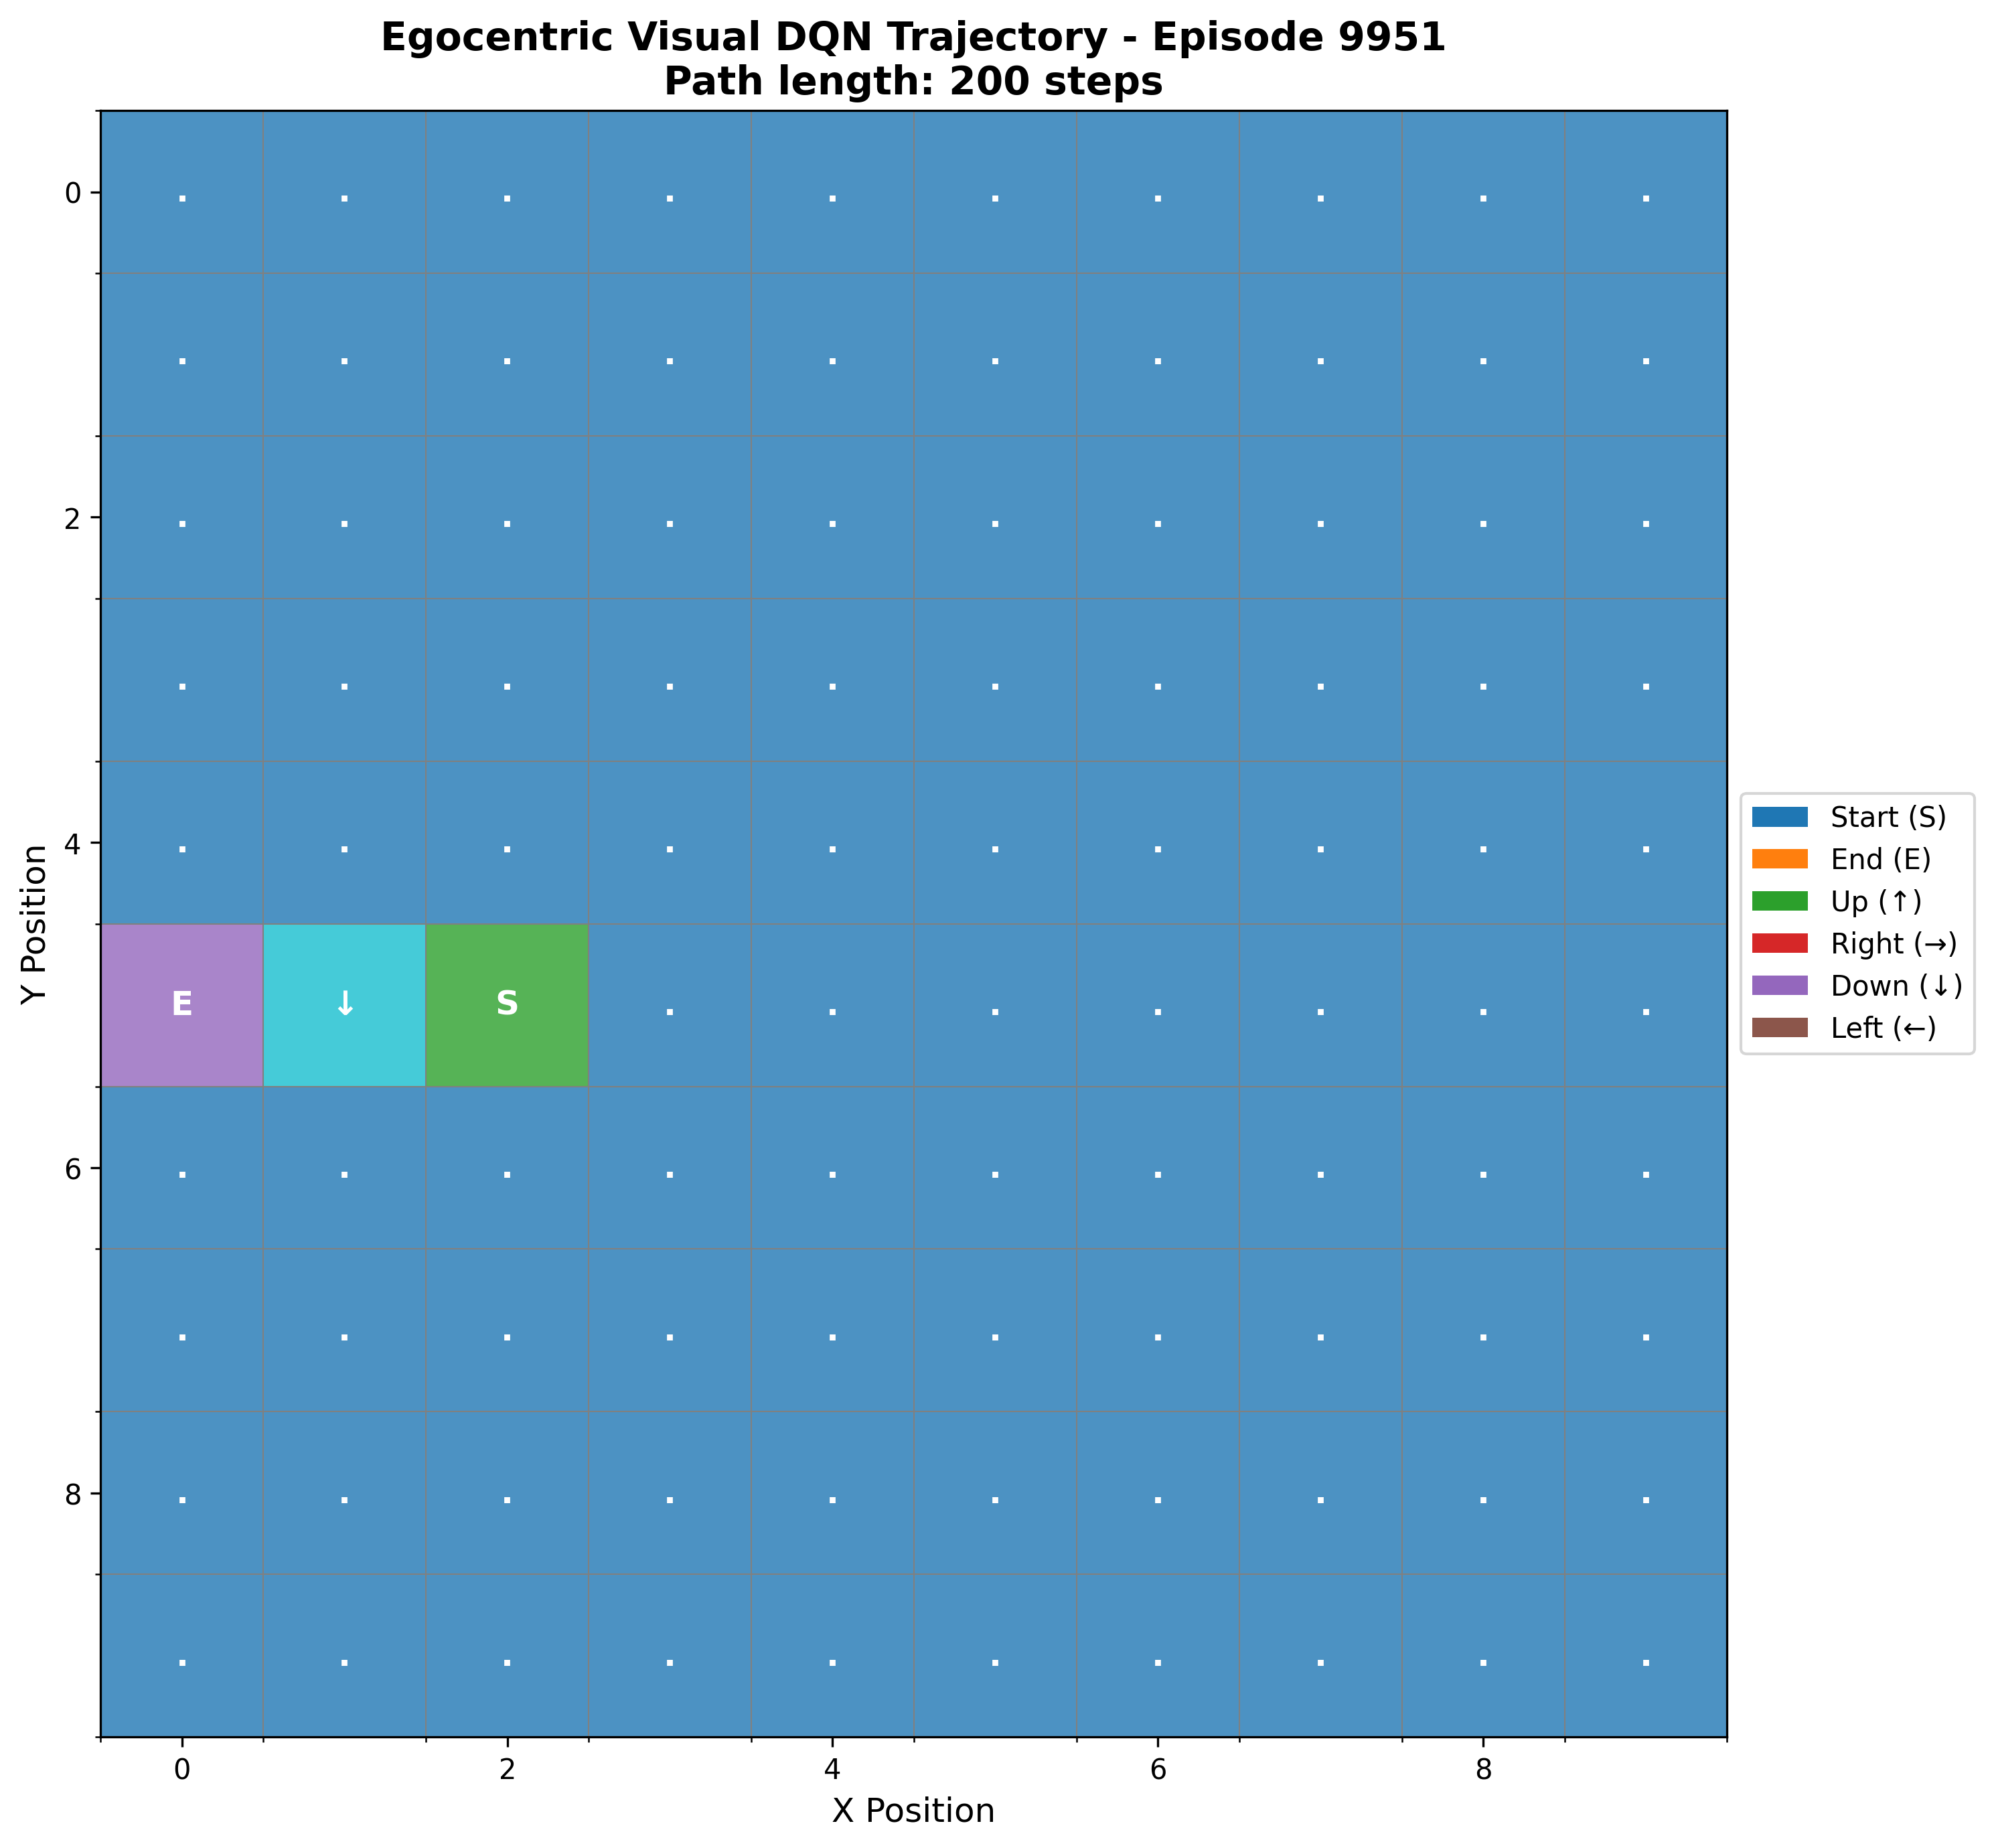 Egocentric Visual DQN Trajectory - Episode 9951
Path length: 200 steps
0
2
4
6
8
Y Position
E ↓ S
0 2 4 6 8
X Position
Start (S)
End (E)
Up (↑)
Right (→)
Down (↓)
Left (←)